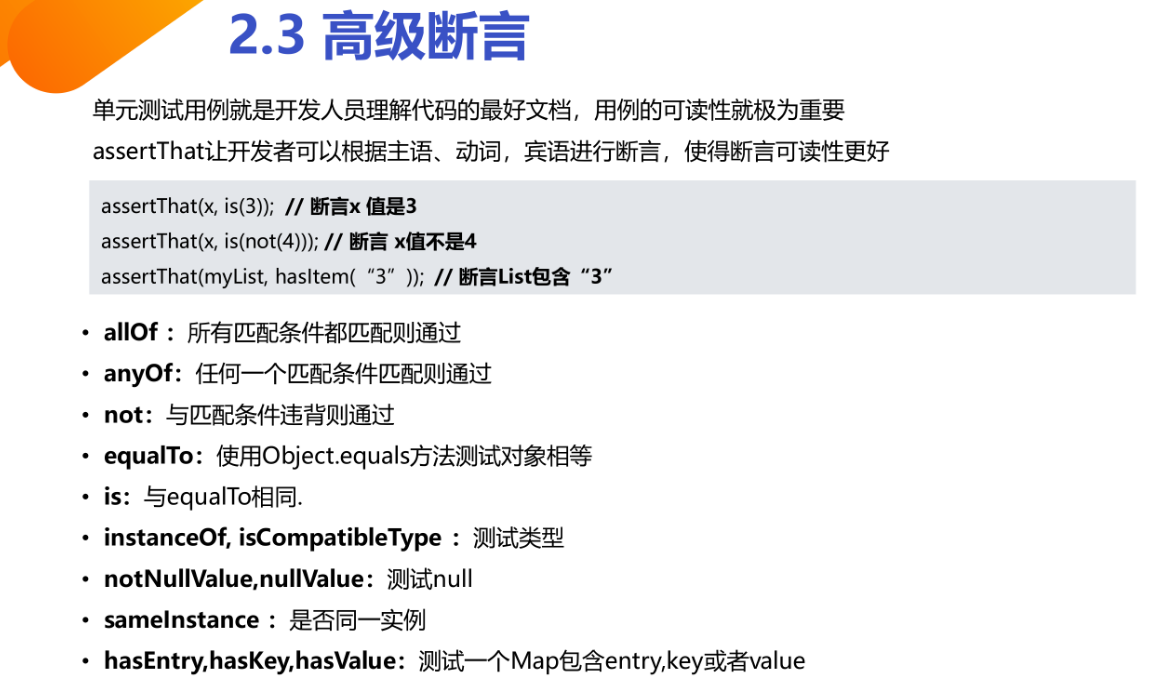 2.3 高级断言
单元测试用例就是开发人员理解代码的最好文档，用例的可读性就极为重要
assertThat让开发者可以根据主语、动词，宾语进行断言，使得断言可读性更好
assertThat(x, is(3)); // 断言x 值是3
assertThat(x, is(not(4))); // 断言 x值不是4
assertThat(myList, hasItem(“3”)); // 断言List包含“3”
• allOf ：所有匹配条件都匹配则通过
• anyOf：任何一个匹配条件匹配则通过
• not：与匹配条件违背则通过
• equalTo：使用Object.equals方法测试对象相等
• is：与equalTo相同.
• instanceOf, isCompatibleType ：测试类型
• notNullValue,nullValue：测试null
• sameInstance ：是否同一实例
• hasEntry,hasKey,hasValue：测试一个Map包含entry,key或者value